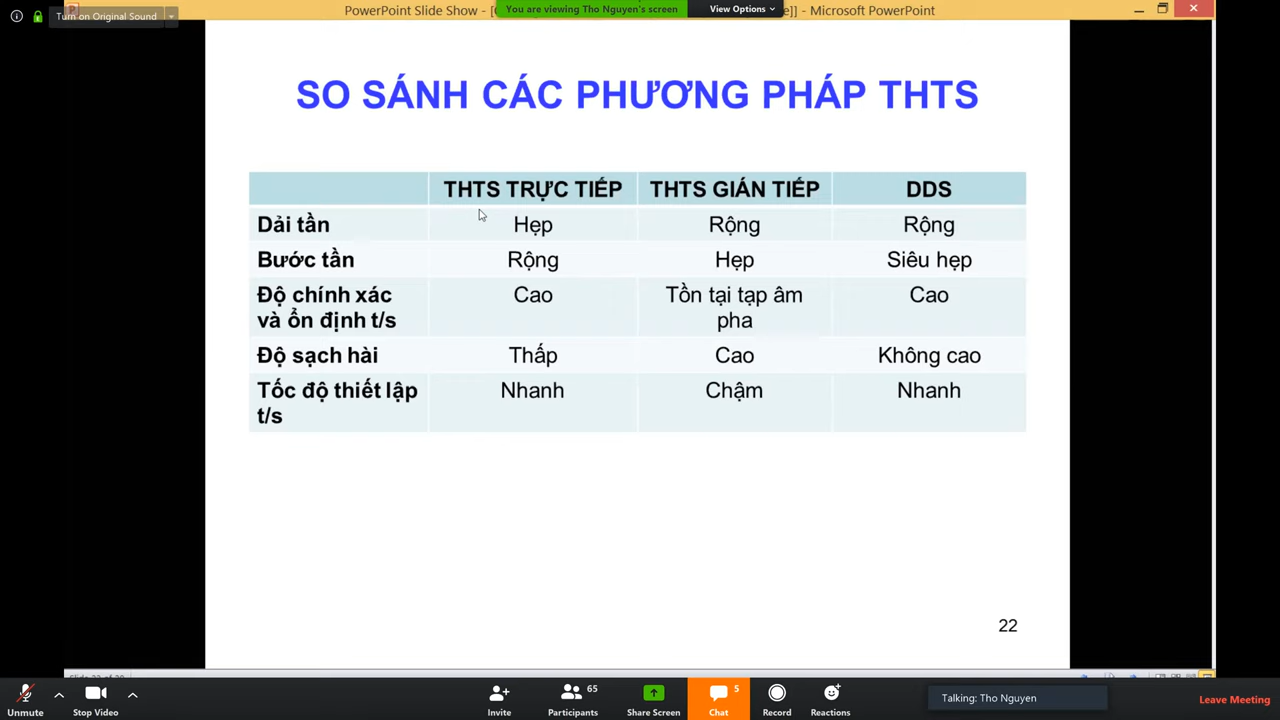 Turn on Original Sound
PowerPoint Slide Show - [
You are viewing Tho Nguyen's screen
View Options
]] - Microsoft PowerPoint
SO SÁNH CÁC PHƯƠNG PHÁP THTS
THTS TRỰC TIẾP THTS GIÁN TIẾP DDS
Dải tần Hẹp Rộng Rộng
Bước tần Rộng Hẹp Siêu hẹp
Độ chính xác Cao Tồn tại tạp âm Cao
và ổn định t/s pha
Độ sạch hài Thấp Cao Không cao
Tốc độ thiết lập Nhanh Chậm Nhanh
t/s
22
65
5
Talking: Tho Nguyen
Unmute
Stop Video
Invite
Participants
Share Screen
Chat
Record
Reactions
Leave Meeting